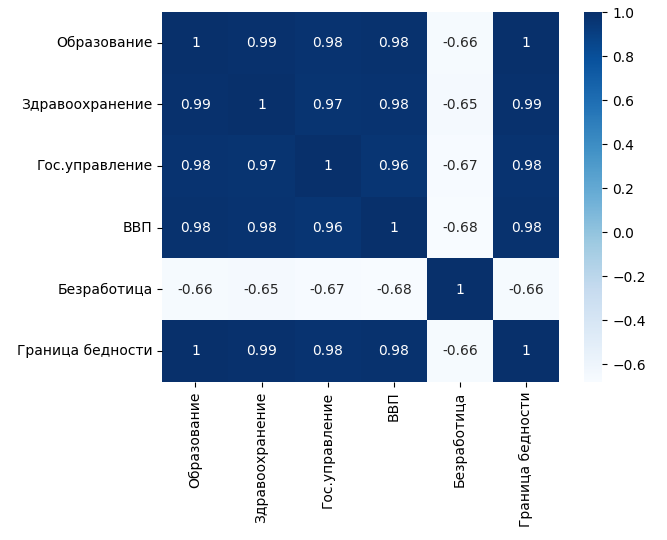 Образование 1 0.99 0.98 0.98 -0.66 1
Здравоохранение 0.99 1 0.97 0.98 -0.65 0.99
Гос.управление 0.98 0.97 1 0.96 -0.67 0.98
ВВП 0.98 0.98 0.96 1 -0.68 0.98
Безработица -0.66 -0.65 -0.67 -0.68 1 -0.66
Граница бедности 1 0.99 0.98 0.98 -0.66 1
Образование
Здравоохранение
Гос.управление
ВВП
Безработица
Граница бедности
1.0
0.8
0.6
0.4
0.2
0.0
−0.2
−0.4
−0.6